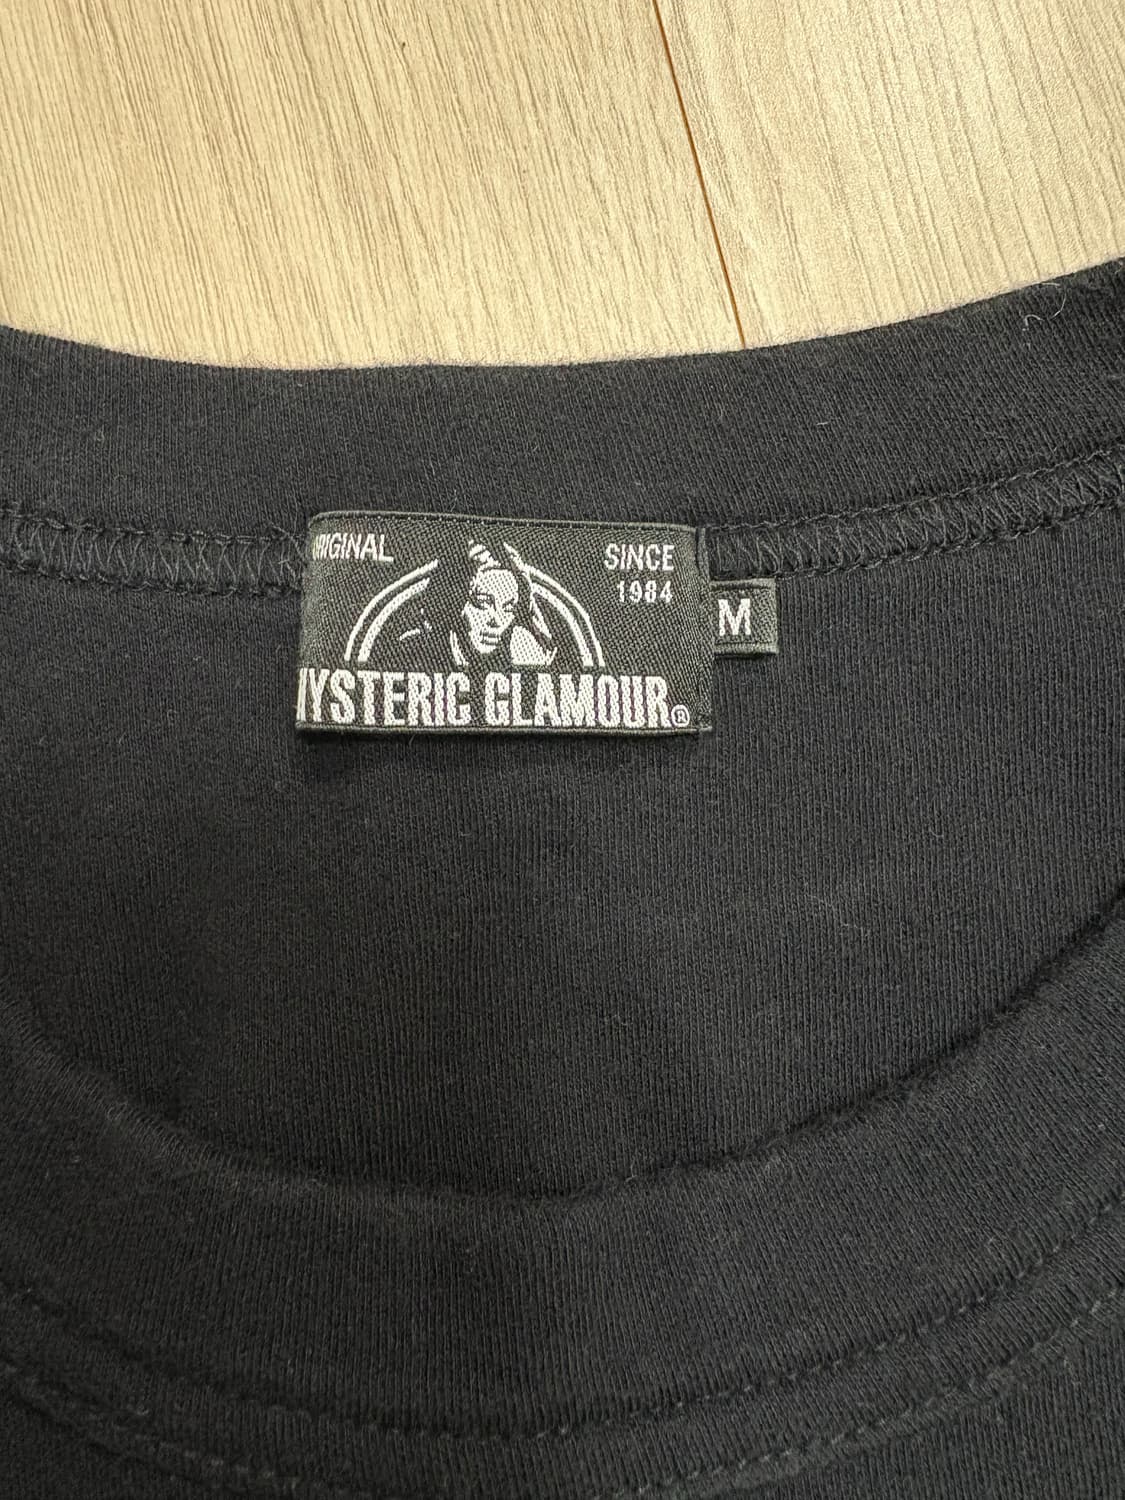 ORIGINAL
SINCE
1984
HYSTERIC GLAMOUR®
M